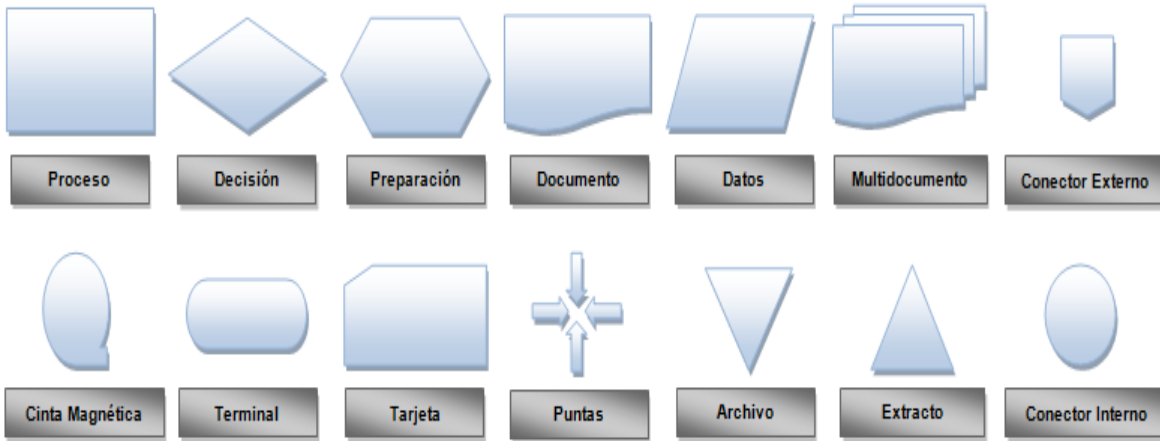 Proceso
Decisión
Preparación
Documento
Datos
Multidocumento
Conector Externo
Cinta Magnética
Terminal
Tarjeta
Puntas
Archivo
Extracto
Conector Interno